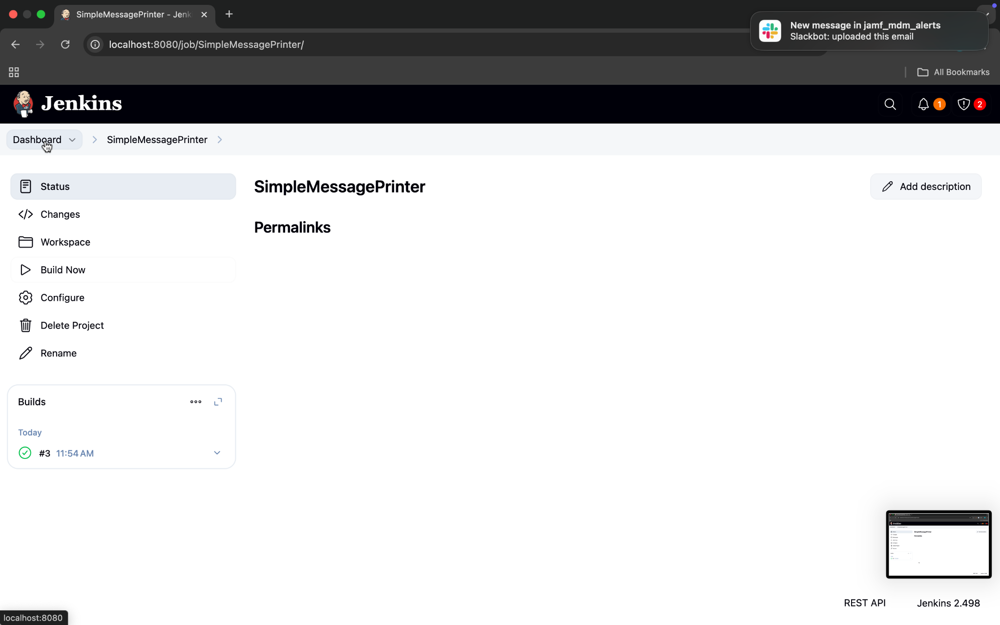 SimpleMessagePrinter - Jenk
New message in jamf_mdm_alerts
Slackbot: uploaded this email
localhost:8080/job/SimpleMessagePrinter/
All Bookmarks
Jenkins
1
2
Dashboard
SimpleMessagePrinter
Status
SimpleMessagePrinter
Add description
Changes
Permalinks
Workspace
Build Now
Configure
Delete Project
Rename
Builds
Today
#3 11:54 AM
REST API
Jenkins 2.498
localhost:8080